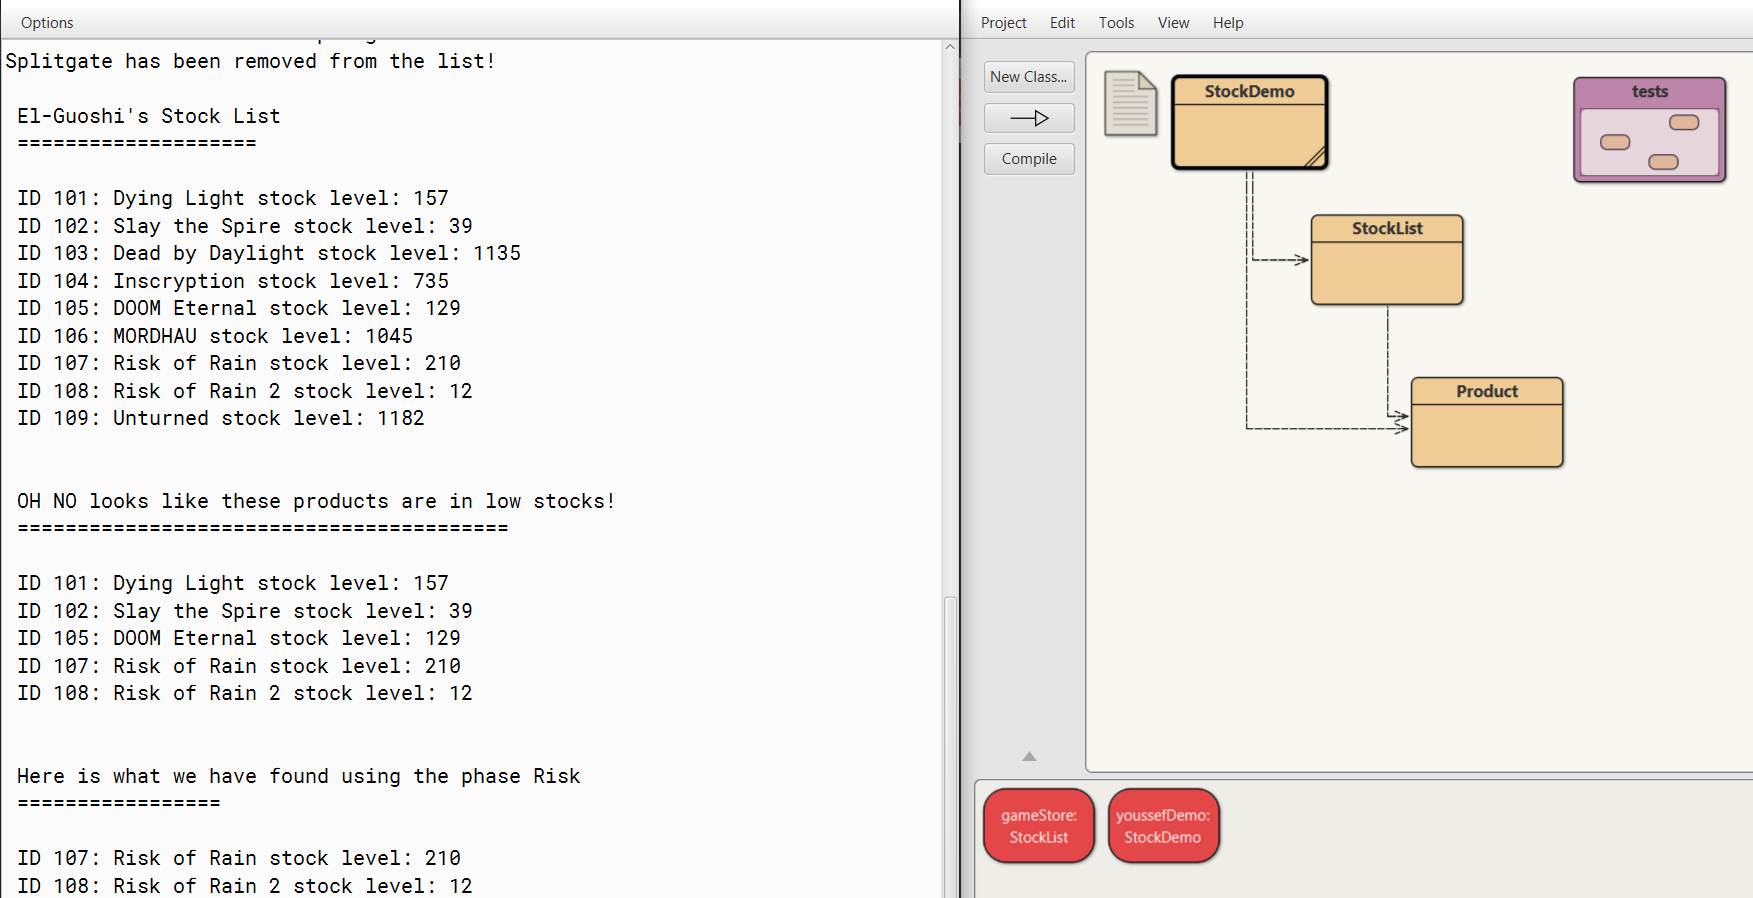 Options
Splitgate has been removed from the list!
El-Guoshi's Stock List
====================
ID 101: Dying Light stock level: 157
ID 102: Slay the Spire stock level: 39
ID 103: Dead by Daylight stock level: 1135
ID 104: Inscryption stock level: 735
ID 105: DOOM Eternal stock level: 129
ID 106: MORDHAU stock level: 1045
ID 107: Risk of Rain stock level: 210
ID 108: Risk of Rain 2 stock level: 12
ID 109: Unturned stock level: 1182
OH NO looks like these products are in low stocks!
=========================================
ID 101: Dying Light stock level: 157
ID 102: Slay the Spire stock level: 39
ID 105: DOOM Eternal stock level: 129
ID 107: Risk of Rain stock level: 210
ID 108: Risk of Rain 2 stock level: 12
Here is what we have found using the phase Risk
=================
ID 107: Risk of Rain stock level: 210
ID 108: Risk of Rain 2 stock level: 12
Project Edit Tools View Help
New Class...
Compile
StockDemo
tests
StockList
Product
gameStore:
StockList
youssefDemo:
StockDemo